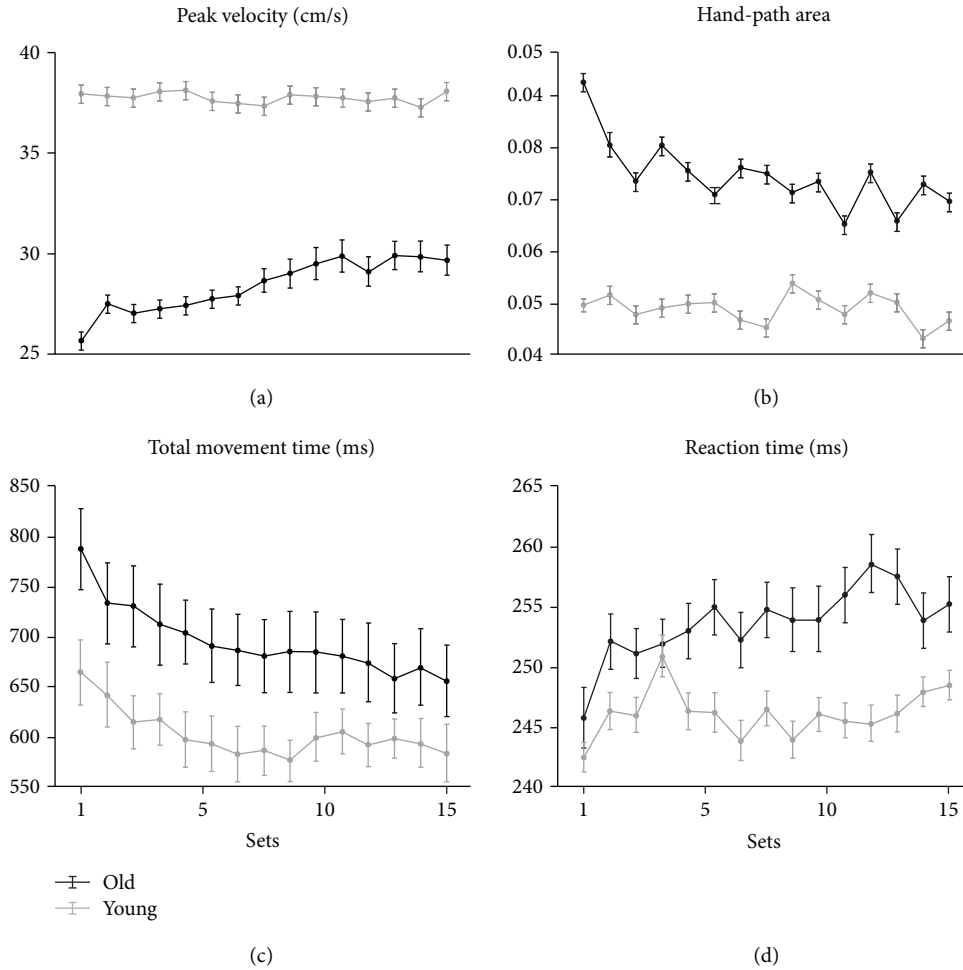 Peak velocity (cm/s)
40
35
30
25
(a)
Hand-path area
0.05
0.04
0.08
0.07
0.06
0.05
0.04
(b)
Total movement time (ms)
850
800
750
700
650
600
550
1
5
10
15
Sets
Old
Young
(c)
Reaction time (ms)
265
260
255
250
245
240
1
5
10
15
Sets
(d)